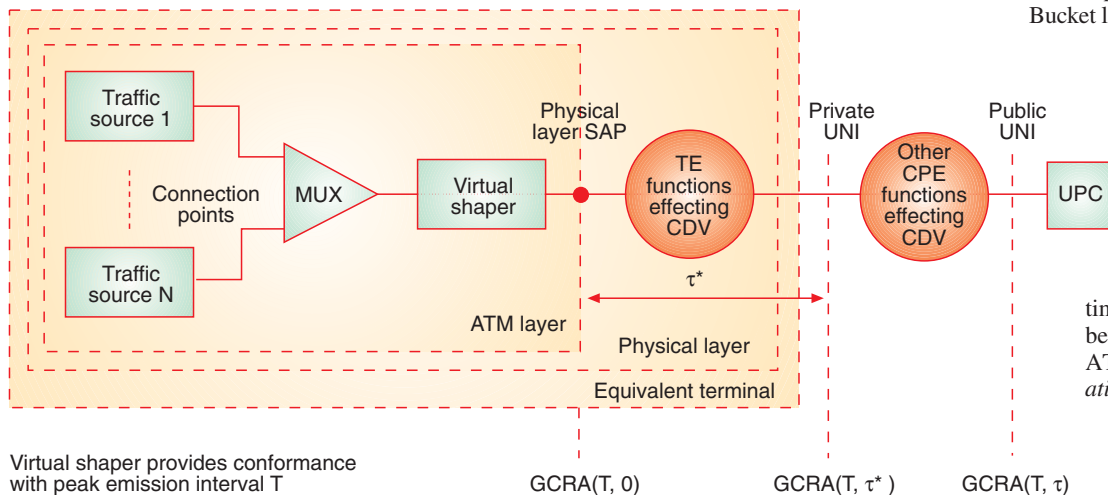 Bucket l
Traffic
source 1
Connection
points
Traffic
source N
MUX
Virtual
shaper
Physical
layer SAP
TE
functions
effecting
CDV
Private
UNI
Other
CPE
functions
effecting
CDV
Public
UNI
UPC
τ*
ATM layer
Physical layer
Equivalent terminal
tim
be
AT
ati
Virtual shaper provides conformance
with peak emission interval T
GCRA(T, 0)
GCRA(T, τ* )
GCRA(T, τ)